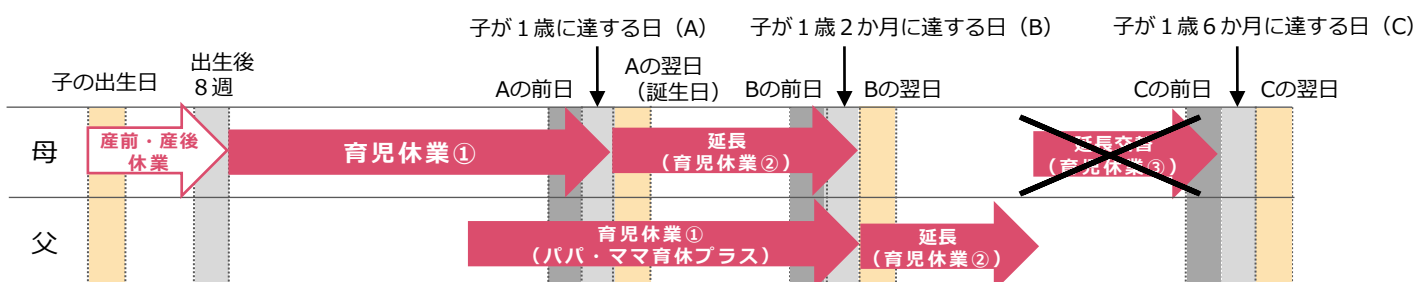 子が１歳に達する日（A）
子が１歳２か月に達する日（B）
子が１歳６か月に達する日（C）
子の出生日
出生後
８週
Aの前日
Aの翌日
（誕生日）
Bの前日
Bの翌日
Cの前日
Cの翌日
母
産前・産後
休業
育児休業①
延長
（育児休業②）
延長交替
（育児休業③）
父
育児休業①
（パパ・ママ育休プラス）
延長
（育児休業②）